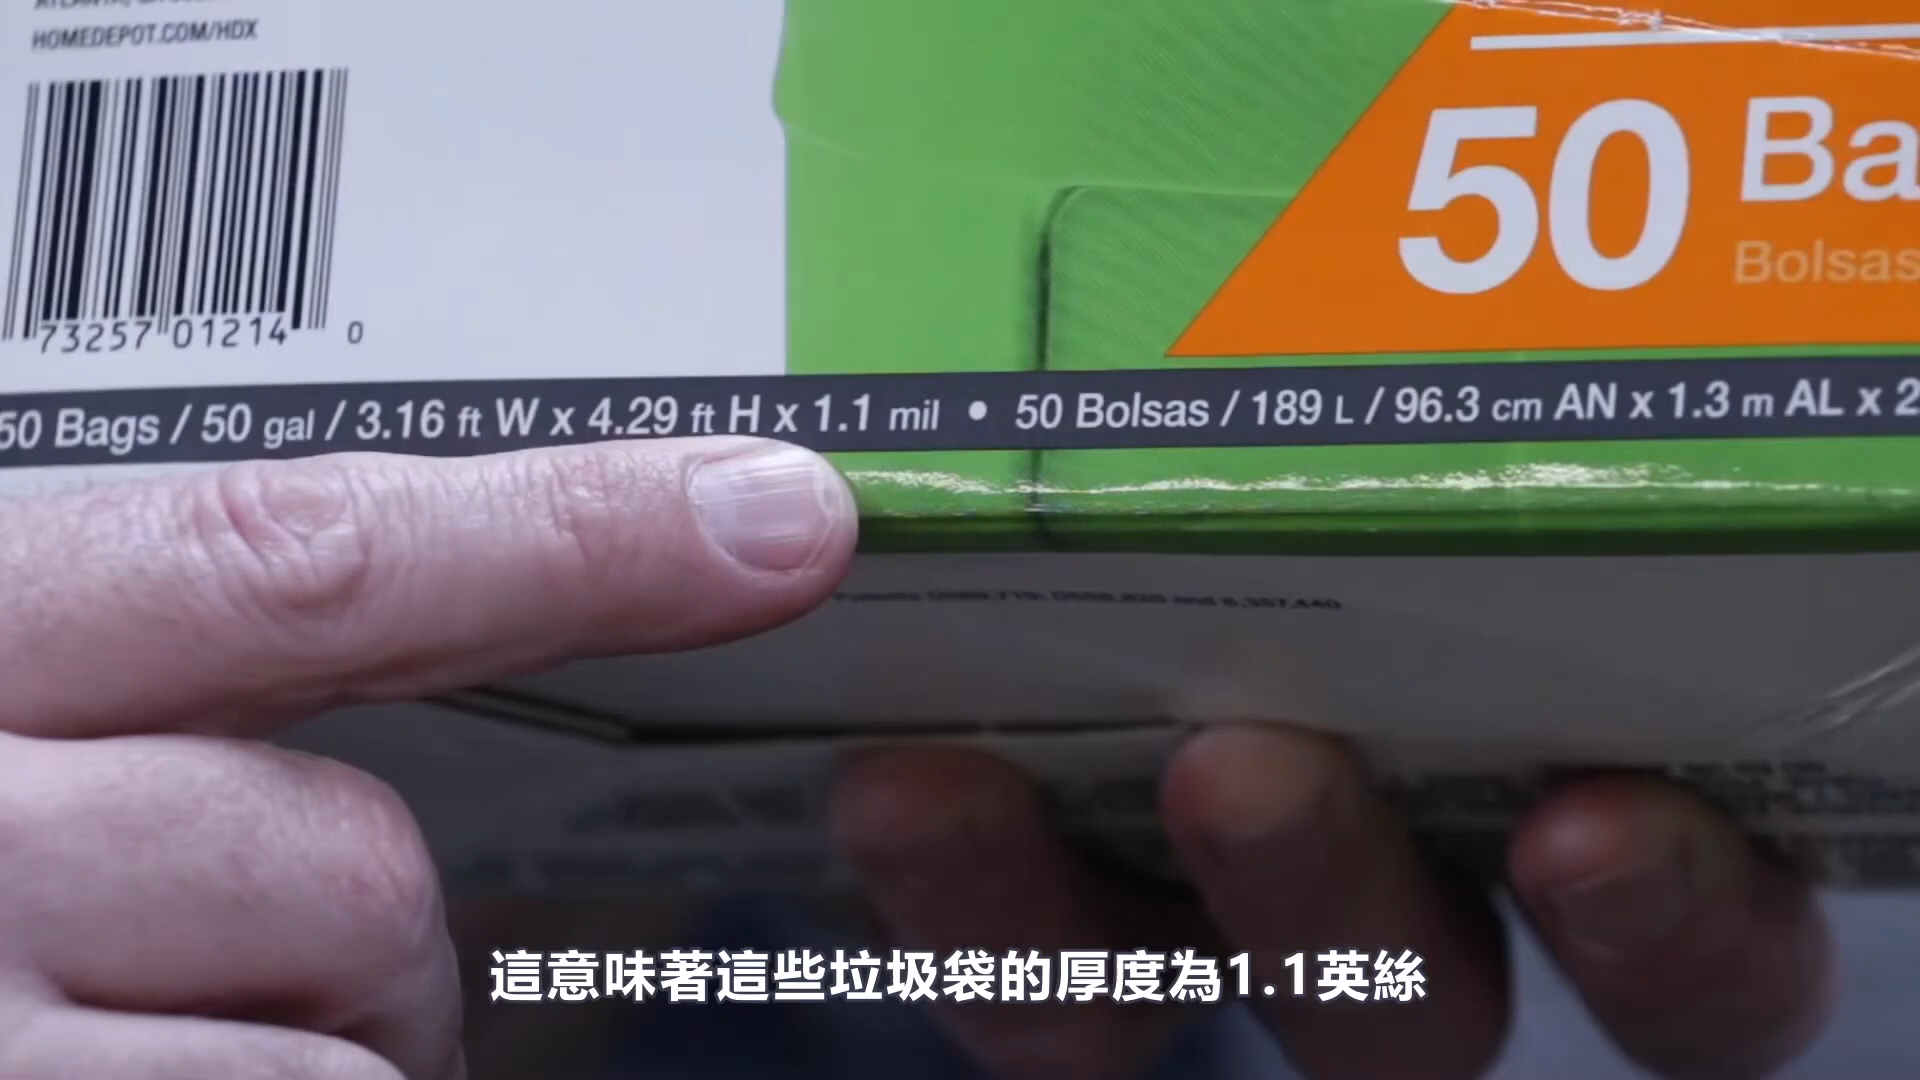 HOMEDEPOT.COM/HDX
73257 01214 0
50 Ba
Bolsas
50 Bags / 50 gal / 3.16 ft W x 4.29 ft H x 1.1 mil • 50 Bolsas / 189 L / 96.3 cm AN x 1.3 m AL x 2
這意味著這些垃圾袋的厚度為1.1英絲